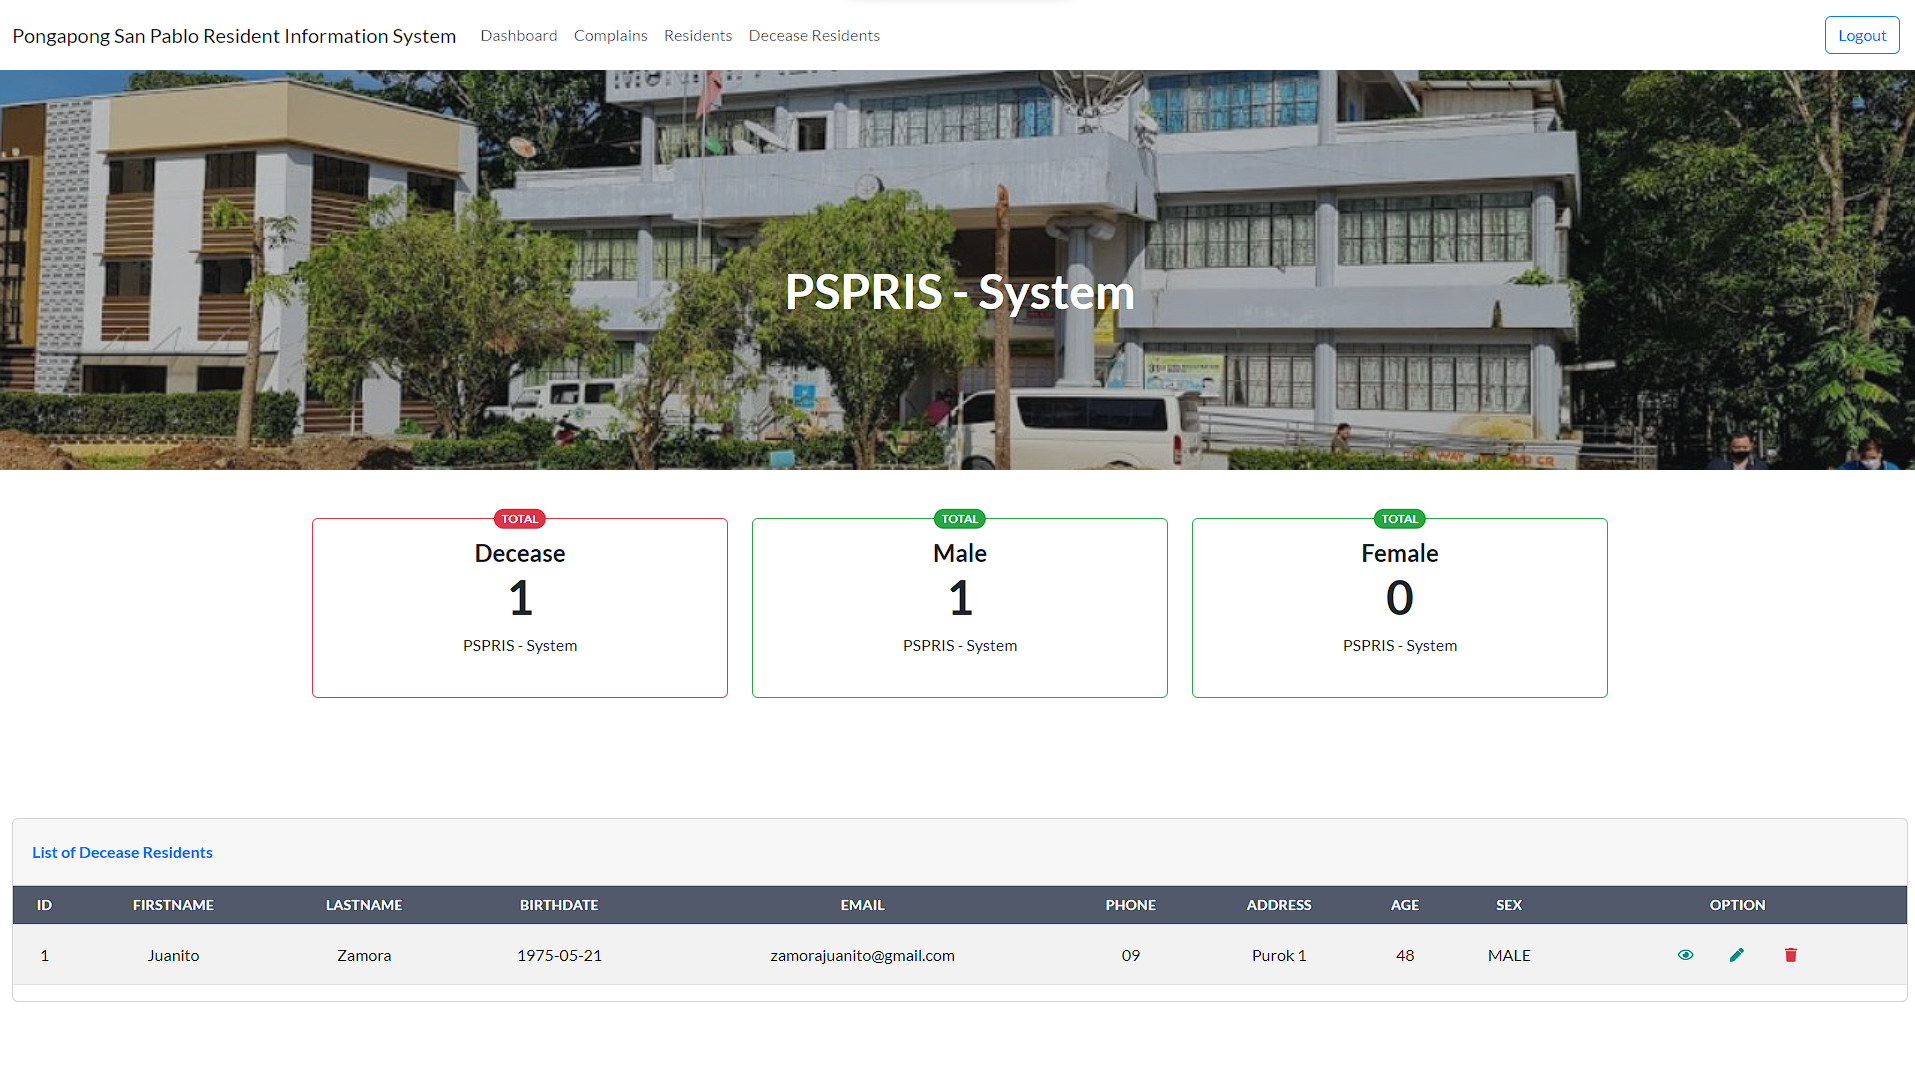 Pongapong San Pablo Resident Information System Dashboard Complains Residents Decease Residents Logout
PSPRIS - System
TOTAL TOTAL TOTAL
Decease Male Female
1 1 0
PSPRIS - System PSPRIS - System PSPRIS - System
List of Decease Residents
ID FIRSTNAME LASTNAME BIRTHDATE EMAIL PHONE ADDRESS AGE SEX OPTION
1 Juanito Zamora 1975-05-21 zamorajuanito@gmail.com 09 Purok 1 48 MALE